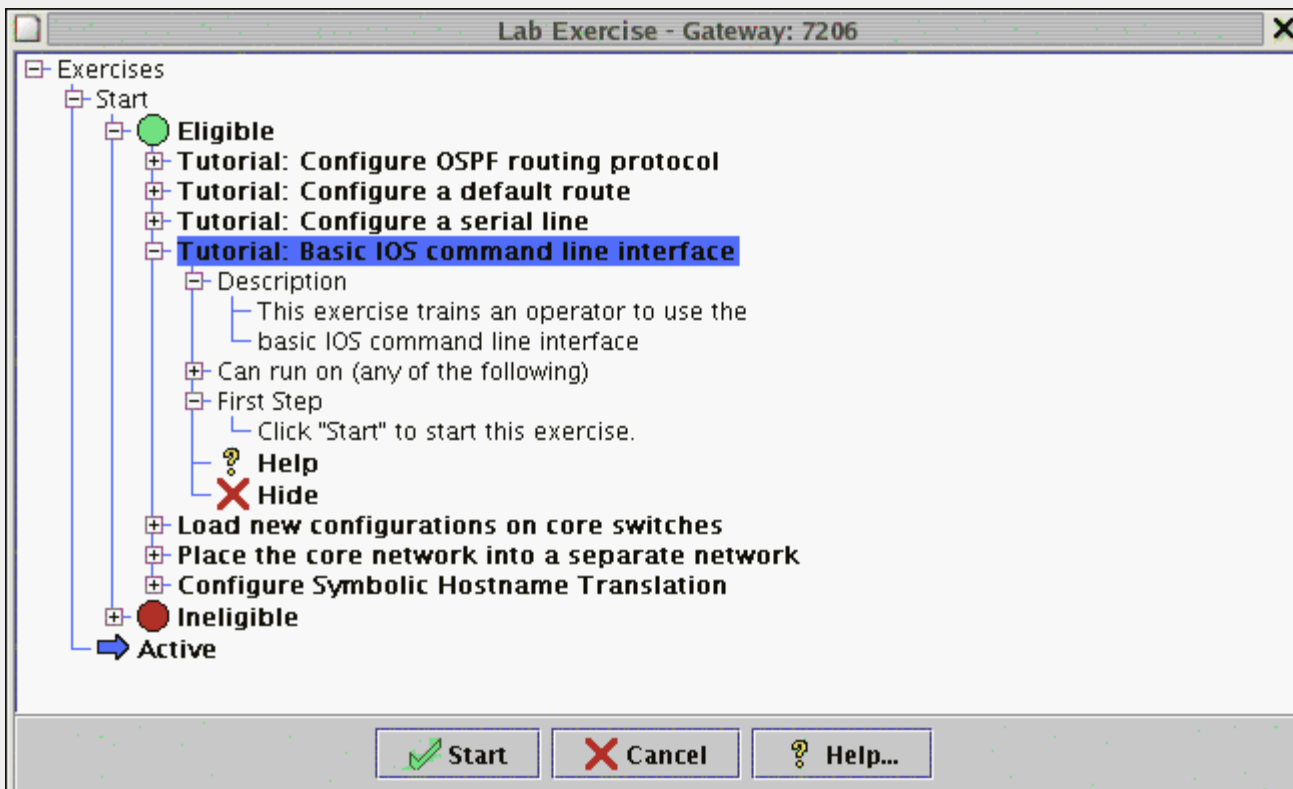 Lab Exercise - Gateway: 7206
Exercises
Start
Eligible
Tutorial: Configure OSPF routing protocol
Tutorial: Configure a default route
Tutorial: Configure a serial line
Tutorial: Basic IOS command line interface
Description
This exercise trains an operator to use the
basic IOS command line interface
Can run on (any of the following)
First Step
Click "Start" to start this exercise.
Help
Hide
Load new configurations on core switches
Place the core network into a separate network
Configure Symbolic Hostname Translation
Ineligible
Active
Start Cancel Help...